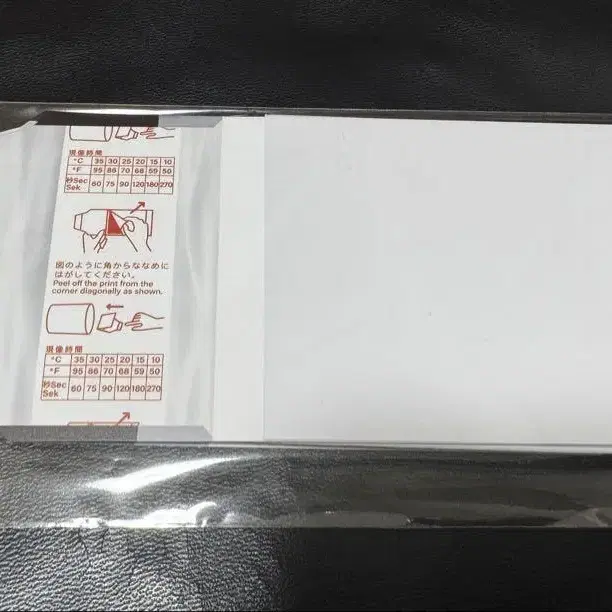 現像時間
°C 35 30 25 20 15 10
°F 95 86 70 68 59 50
秒Sec Sek 60 75 90 120 180 270
図のように角からななめに
はがしてください。
Peel off the print from the
corner diagonally as shown.
現像時間
°C 35 30 25 20 15 10
°F 95 86 70 68 59 50
秒Sec Sek 60 75 90 120 180 270